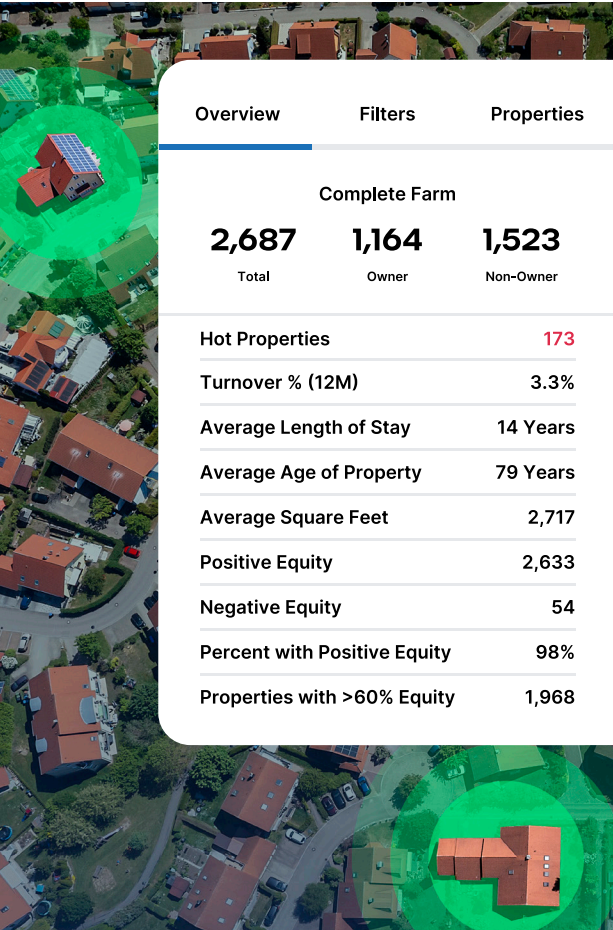 Overview Filters Properties
Complete Farm
2,687 1,164 1,523
Total Owner Non-Owner
Hot Properties 173
Turnover % (12M) 3.3%
Average Length of Stay 14 Years
Average Age of Property 79 Years
Average Square Feet 2,717
Positive Equity 2,633
Negative Equity 54
Percent with Positive Equity 98%
Properties with >60% Equity 1,968